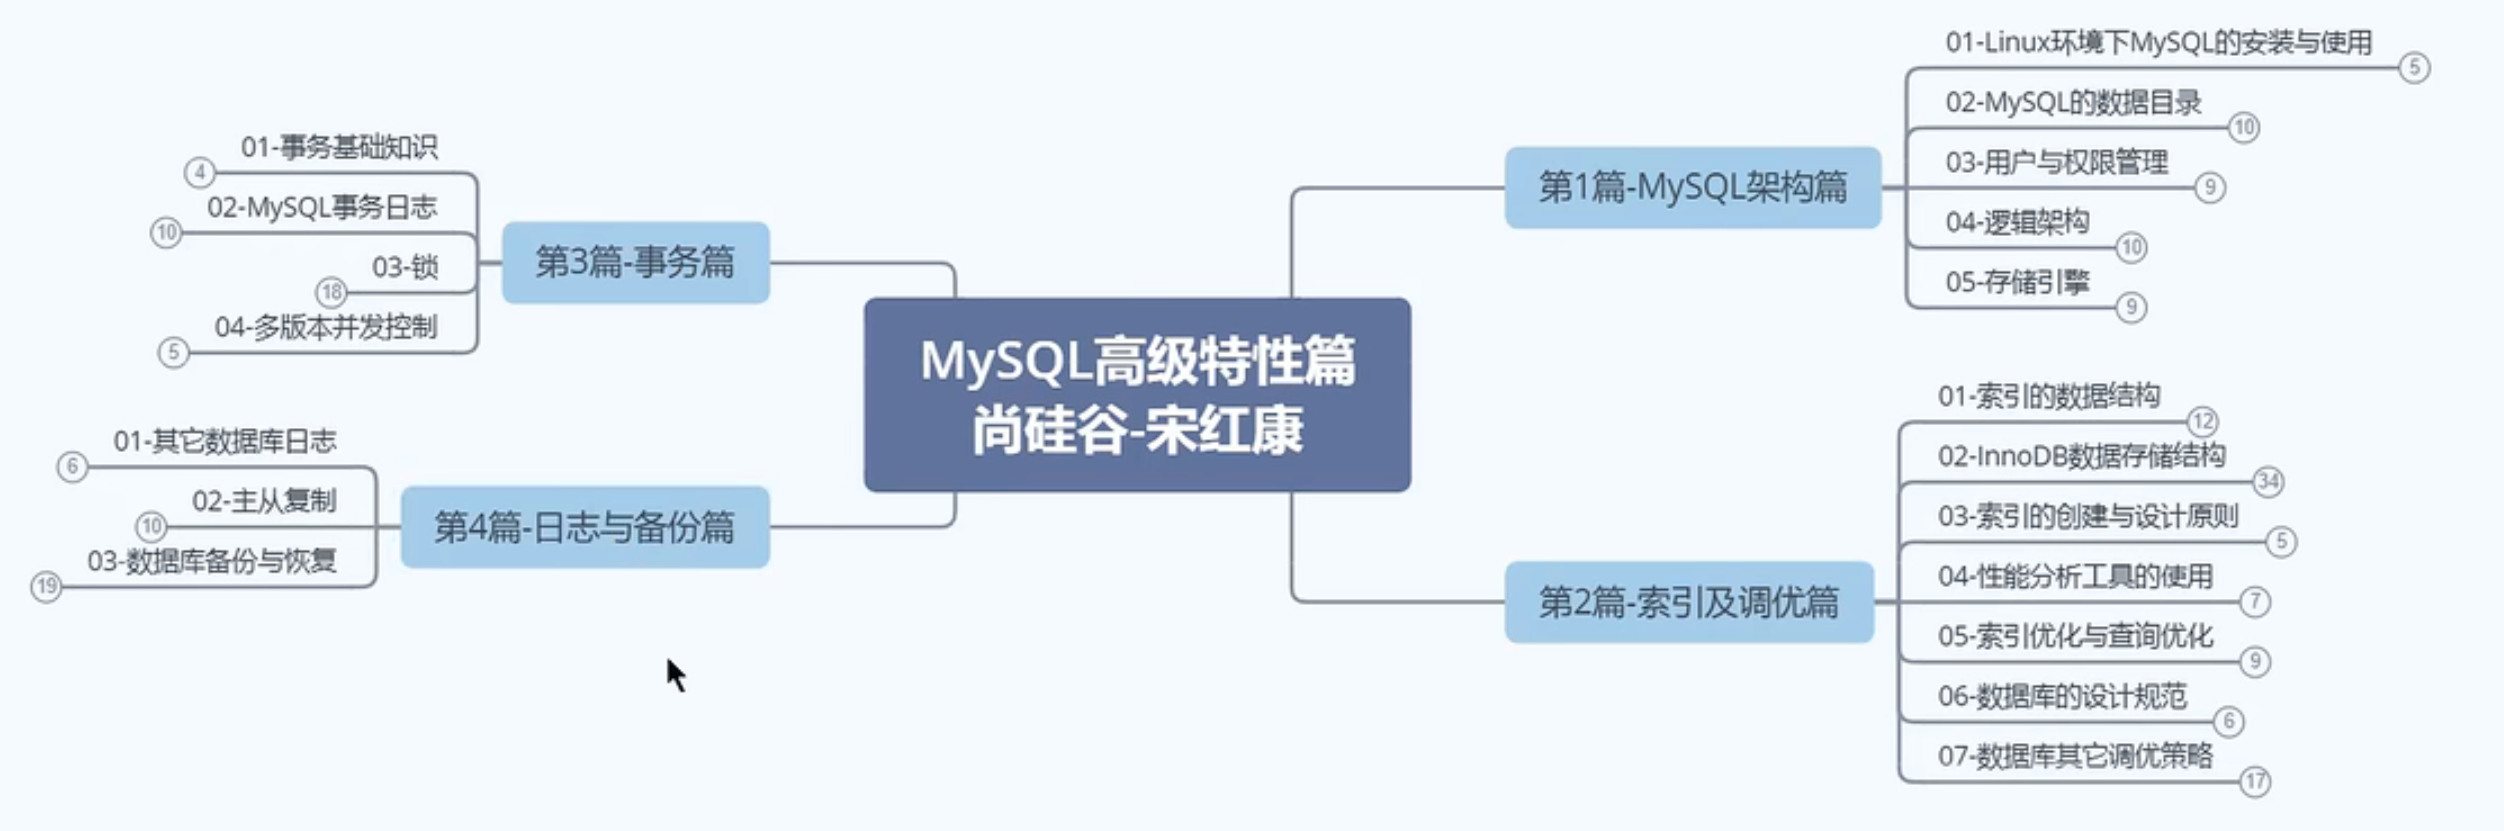 MySQL高级特性篇
尚硅谷-宋红康
第1篇-MySQL架构篇
01-Linux环境下MySQL的安装与使用
5
02-MySQL的数据目录
10
03-用户与权限管理
9
04-逻辑架构
10
05-存储引擎
9
第2篇-索引及调优篇
01-索引的数据结构
12
02-InnoDB数据存储结构
34
03-索引的创建与设计原则
5
04-性能分析工具的使用
7
05-索引优化与查询优化
9
06-数据库的设计规范
6
07-数据库其它调优策略
17
第3篇-事务篇
01-事务基础知识
4
02-MySQL事务日志
10
03-锁
18
04-多版本并发控制
5
第4篇-日志与备份篇
01-其它数据库日志
6
02-主从复制
10
03-数据库备份与恢复
19